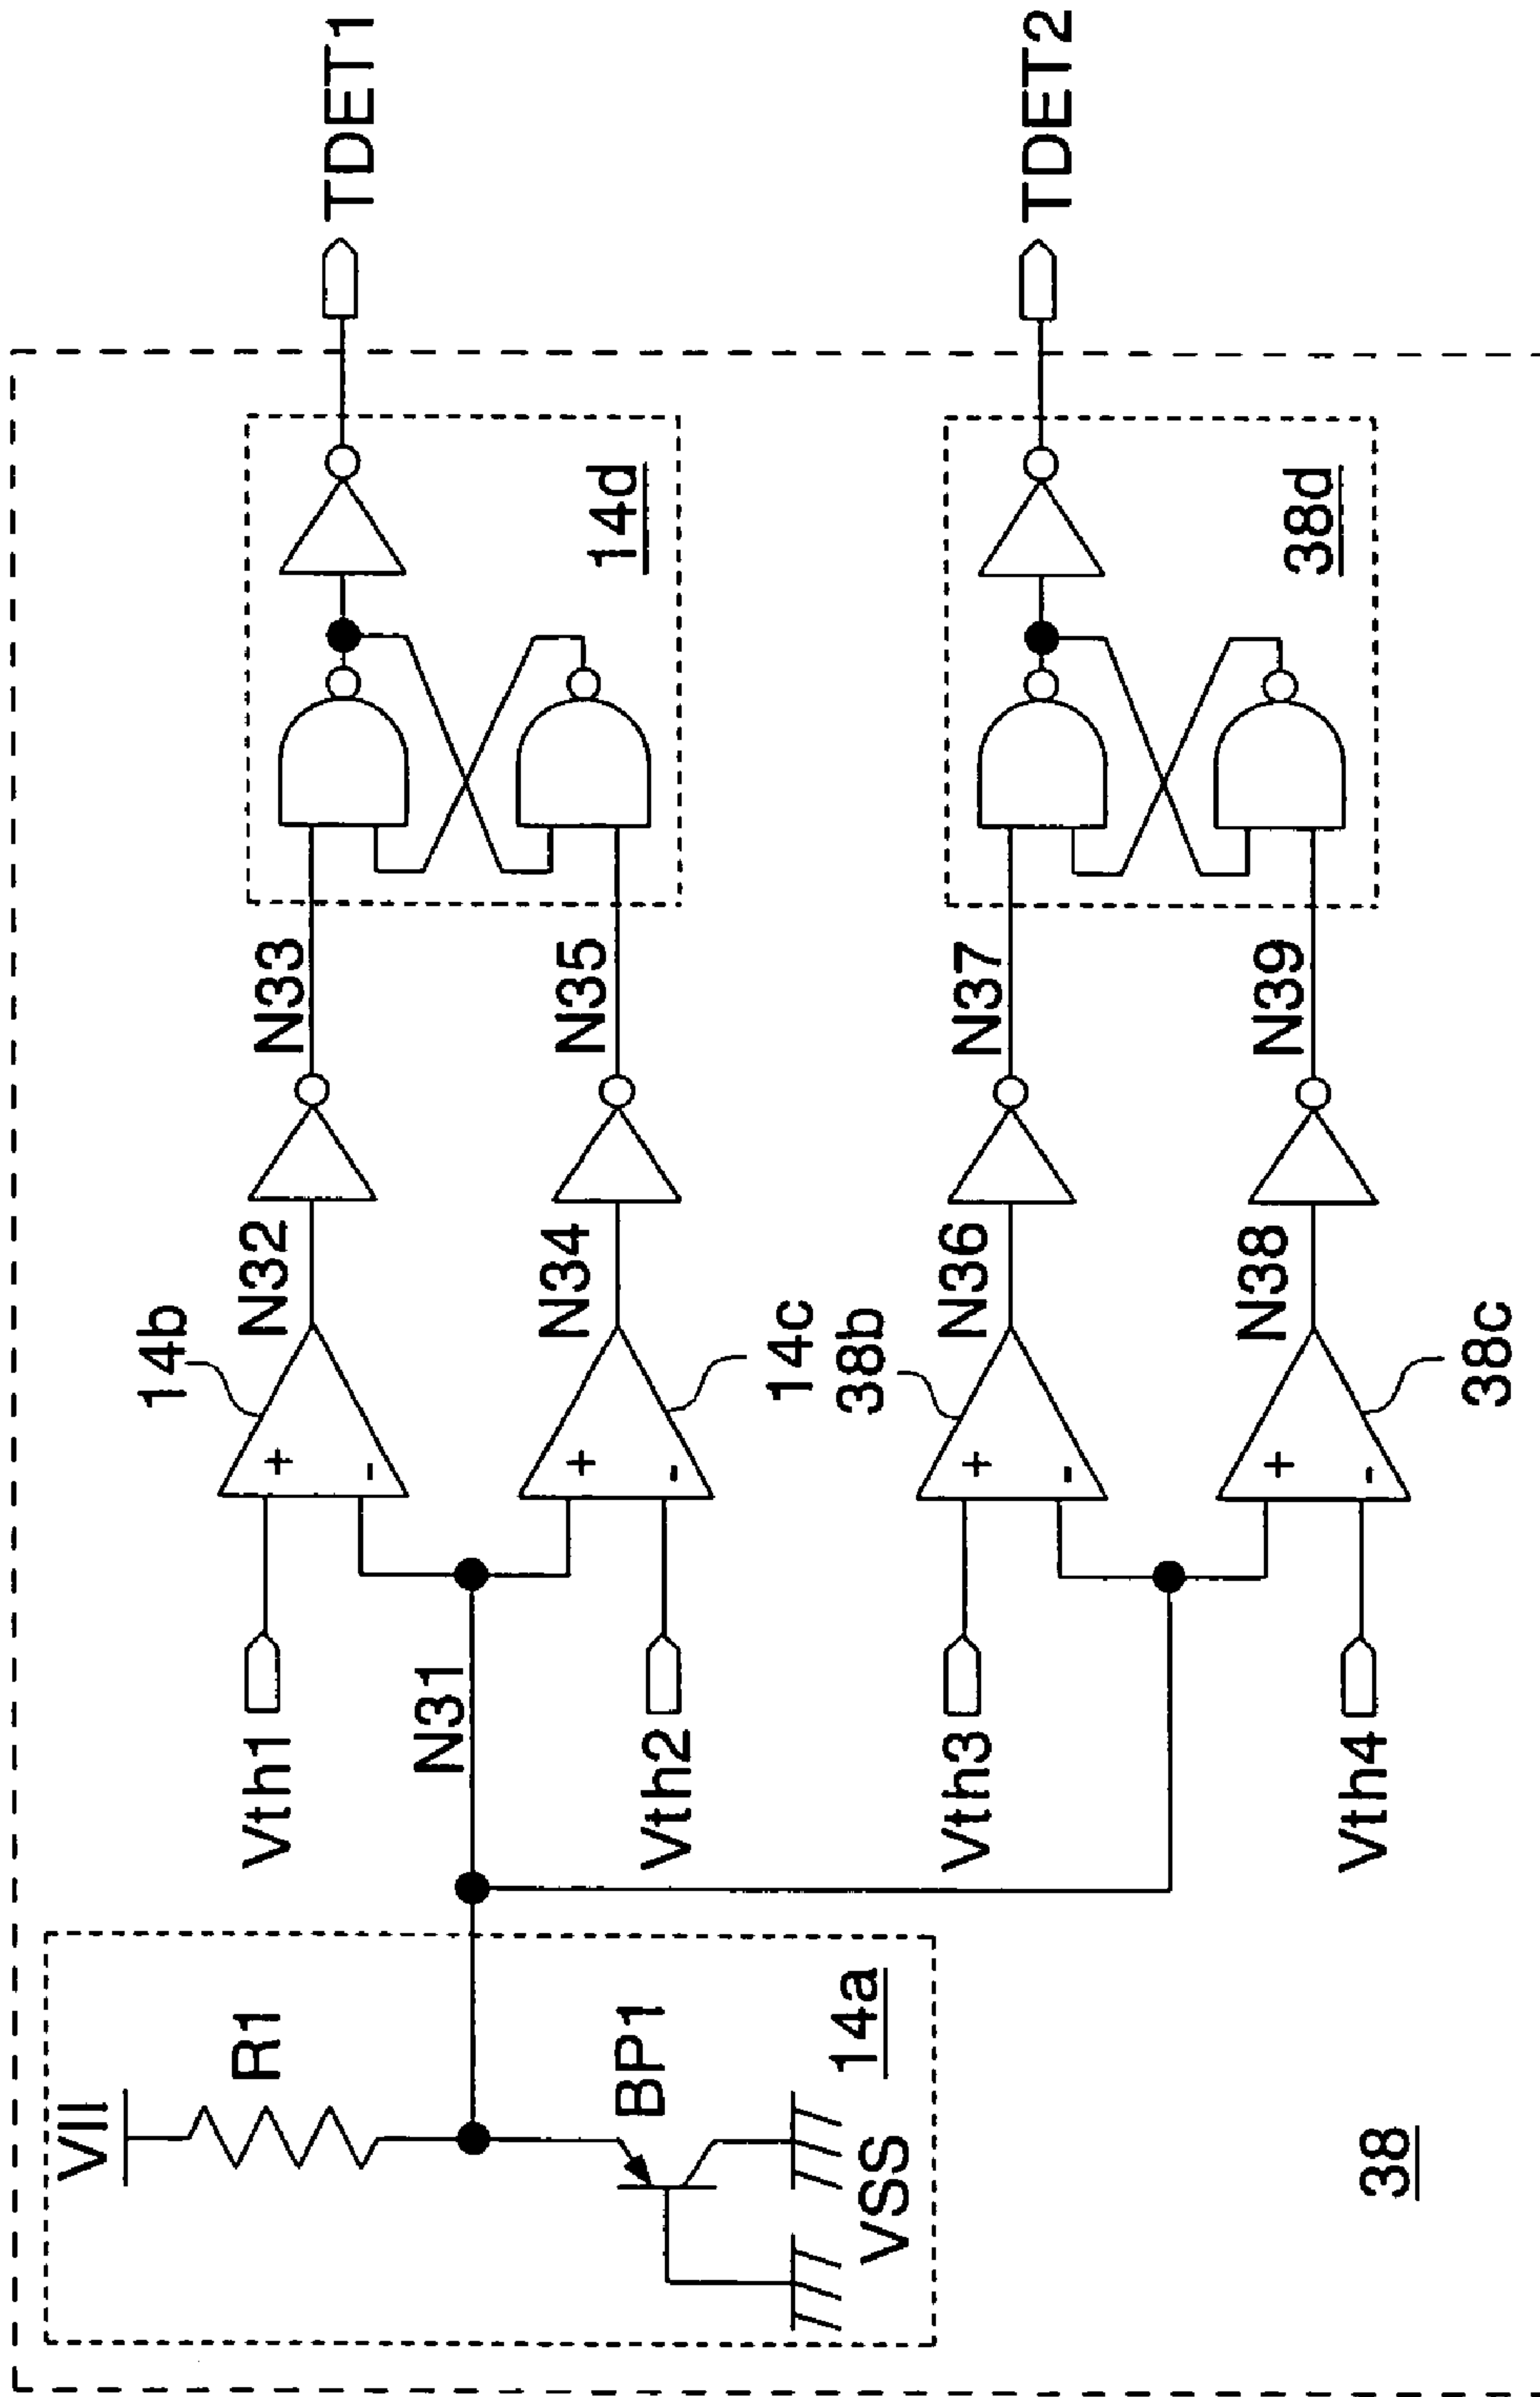 VII
R1
BP1
VSS
14a
38
N31
Vth1
Vth2
Vth3
Vth4
+
-
+
-
+
-
+
-
14b
14c
38b
38c
N32
N34
N36
N38
N33
N35
N37
N39
14d
38d
TDET1
TDET2